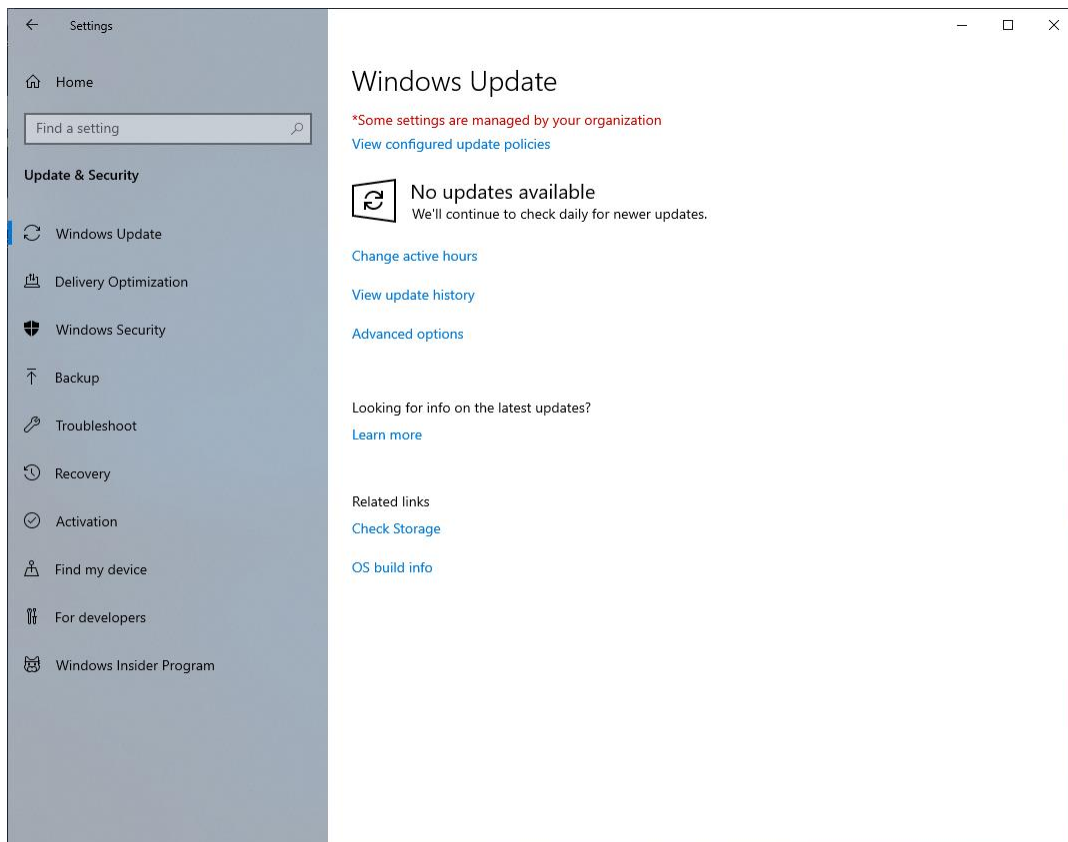 Settings
Home
Find a setting
Update & Security
Windows Update
Delivery Optimization
Windows Security
Backup
Troubleshoot
Recovery
Activation
Find my device
For developers
Windows Insider Program
Windows Update
*Some settings are managed by your organization
View configured update policies
No updates available
We'll continue to check daily for newer updates.
Change active hours
View update history
Advanced options
Looking for info on the latest updates?
Learn more
Related links
Check Storage
OS build info